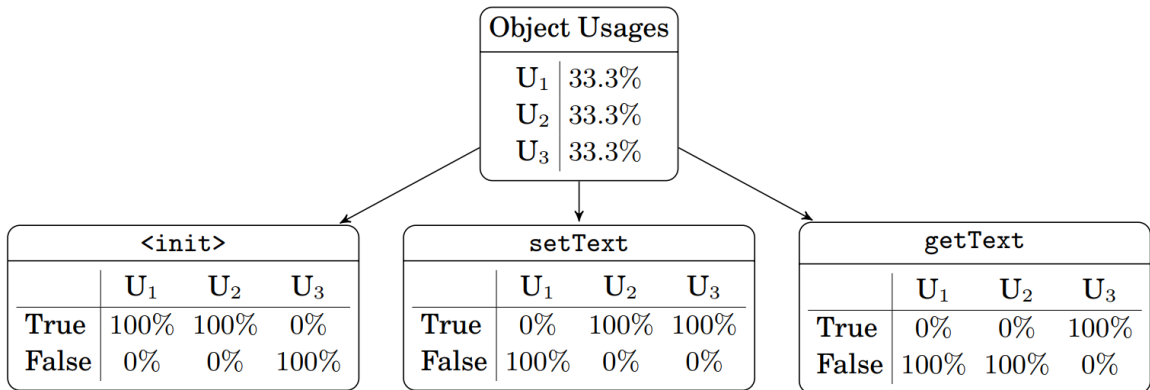 Object Usages
U₁ 33.3%
U₂ 33.3%
U₃ 33.3%
<init>
U₁ U₂ U₃
True 100% 100% 0%
False 0% 0% 100%
setText
U₁ U₂ U₃
True 0% 100% 100%
False 100% 0% 0%
getText
U₁ U₂ U₃
True 0% 0% 100%
False 100% 100% 0%